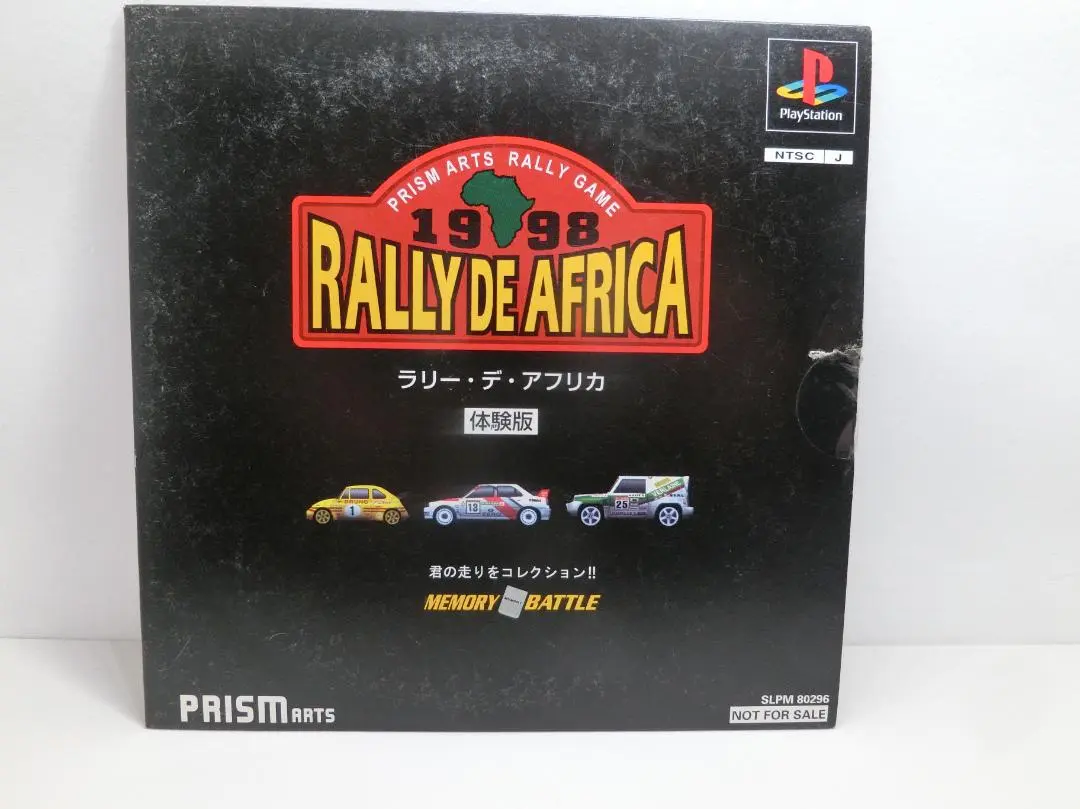 PlayStation
NTSC J
PRISM ARTS RALLY GAME
1998
RALLY DE AFRICA
ラリー・デ・アフリカ
体験版
1
13
25
君の走りをコレクション!!
MEMORY BATTLE
PRISM ARTS
SLPM 80296
NOT FOR SALE